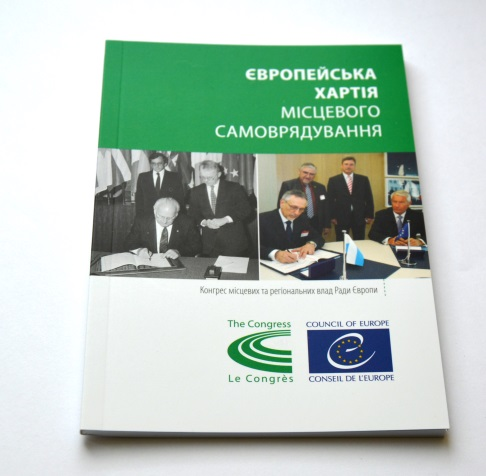 ЄВРОПЕЙСЬКА
ХАРТІЯ
МІСЦЕВОГО
САМОВРЯДУВАННЯ
Конгрес місцевих та регіональних влад Ради Європи
The Congress
Le Congrès
COUNCIL OF EUROPE
CONSEIL DE L'EUROPE